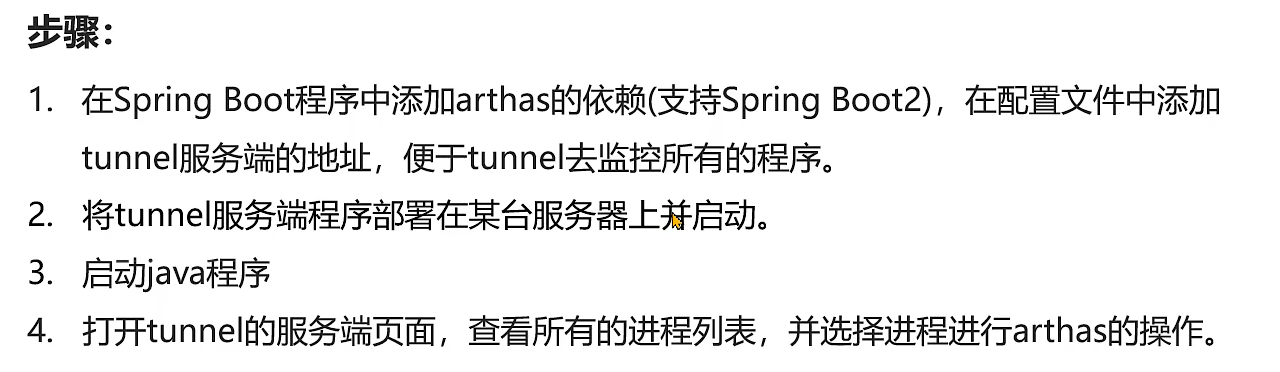 步骤：
1. 在Spring Boot程序中添加arthas的依赖(支持Spring Boot2)，在配置文件中添加
tunnel服务端的地址，便于tunnel去监控所有的程序。
2. 将tunnel服务端程序部署在某台服务器上并启动。
3. 启动java程序
4. 打开tunnel的服务端页面，查看所有的进程列表，并选择进程进行arthas的操作。